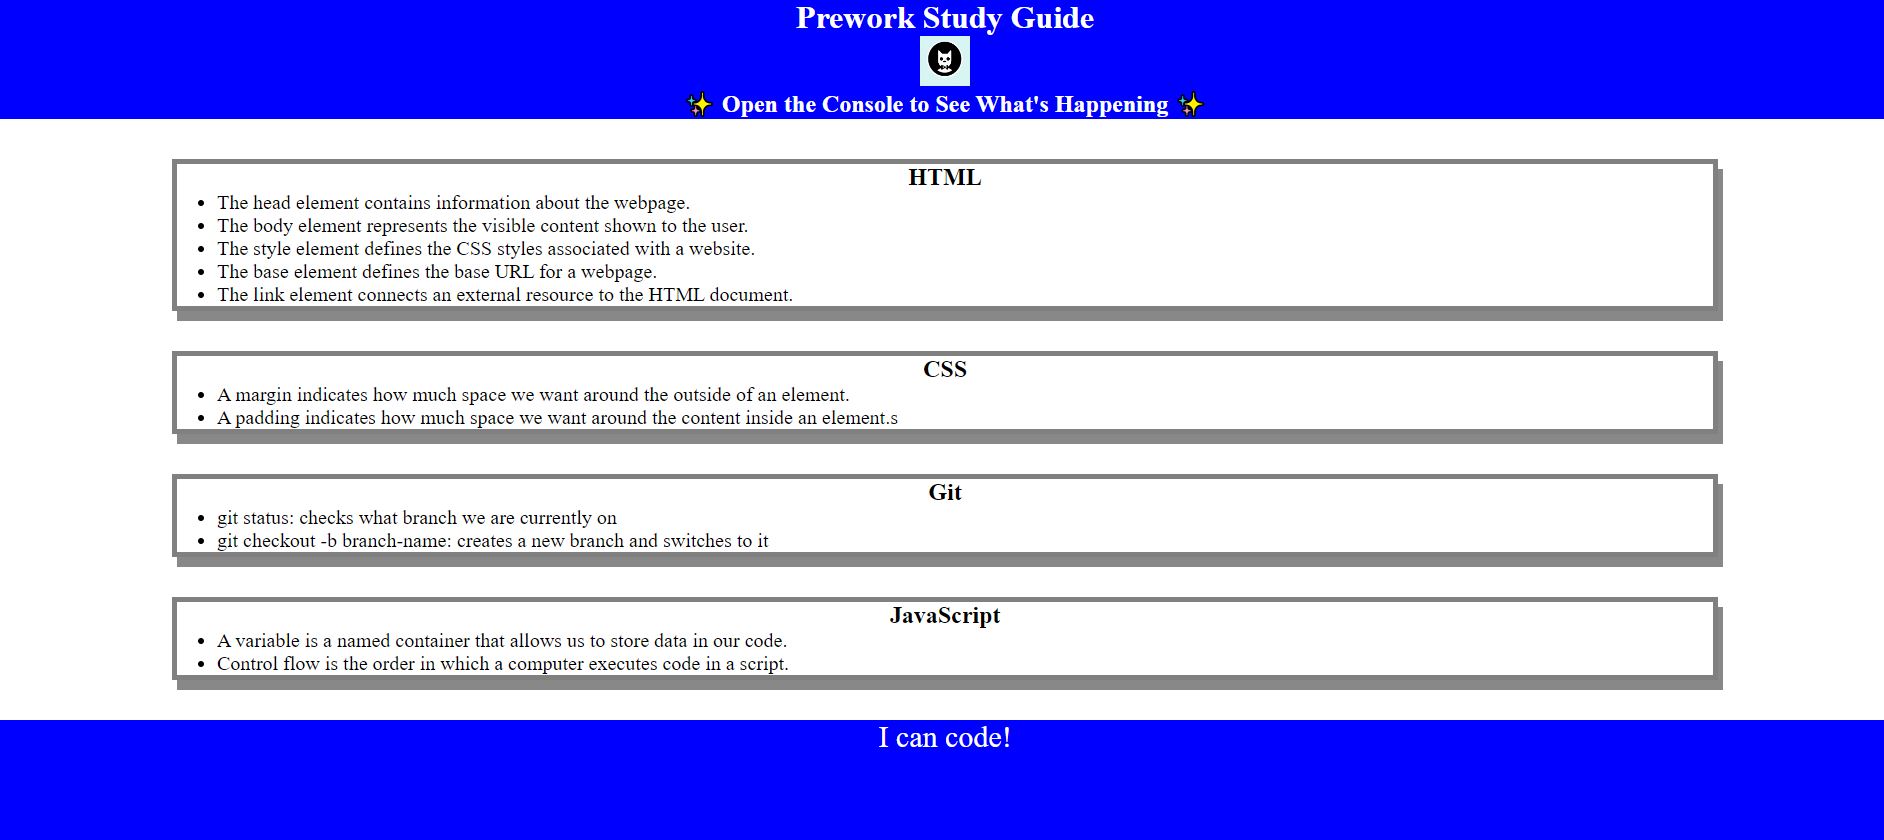 Prework Study Guide
✨ Open the Console to See What's Happening ✨
HTML
• The head element contains information about the webpage.
• The body element represents the visible content shown to the user.
• The style element defines the CSS styles associated with a website.
• The base element defines the base URL for a webpage.
• The link element connects an external resource to the HTML document.
CSS
• A margin indicates how much space we want around the outside of an element.
• A padding indicates how much space we want around the content inside an element.s
Git
• git status: checks what branch we are currently on
• git checkout -b branch-name: creates a new branch and switches to it
JavaScript
• A variable is a named container that allows us to store data in our code.
• Control flow is the order in which a computer executes code in a script.
I can code!